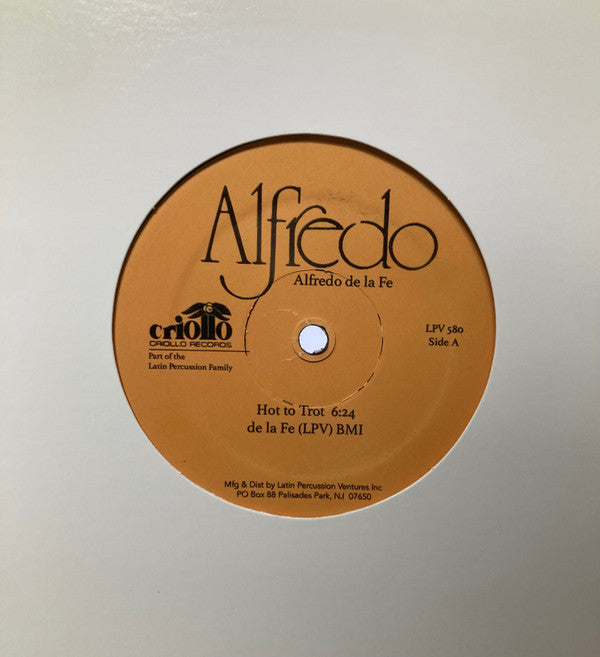 Alfredo
Alfredo de la Fe
criollo
CRIOLLO RECORDS
Part of the
Latin Percussion Family
LPV 580
Side A
Hot to Trot 6:24
de la Fe (LPV) BMI
Mfg & Dist by Latin Percussion Ventures Inc
PO Box 88 Palisades Park, NJ 07650